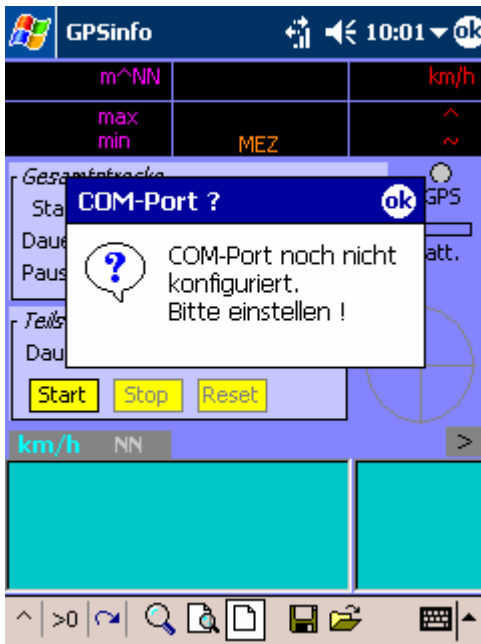 GPSinfo 10:01 ok
m^NN km/h
max ^
min MEZ ~
Gesamtstrecke
GPS
Sta
COM-Port ? ok
Daue att.
Paus
COM-Port noch nicht
konfiguriert.
Bitte einstellen !
Teils
Dau
Start Stop Reset
km/h NN >
^ >0